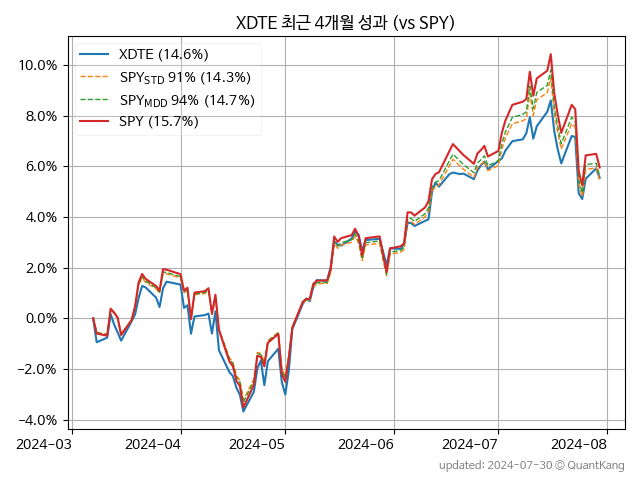 XDTE 최근 4개월 성과 (vs SPY)
XDTE (14.6%)
SPY_STD 91% (14.3%)
SPY_MDD 94% (14.7%)
SPY (15.7%)
10.0%
8.0%
6.0%
4.0%
2.0%
0.0%
−2.0%
−4.0%
2024−03 2024−04 2024−05 2024−06 2024−07 2024−08
updated: 2024-07-30 © QuantKang